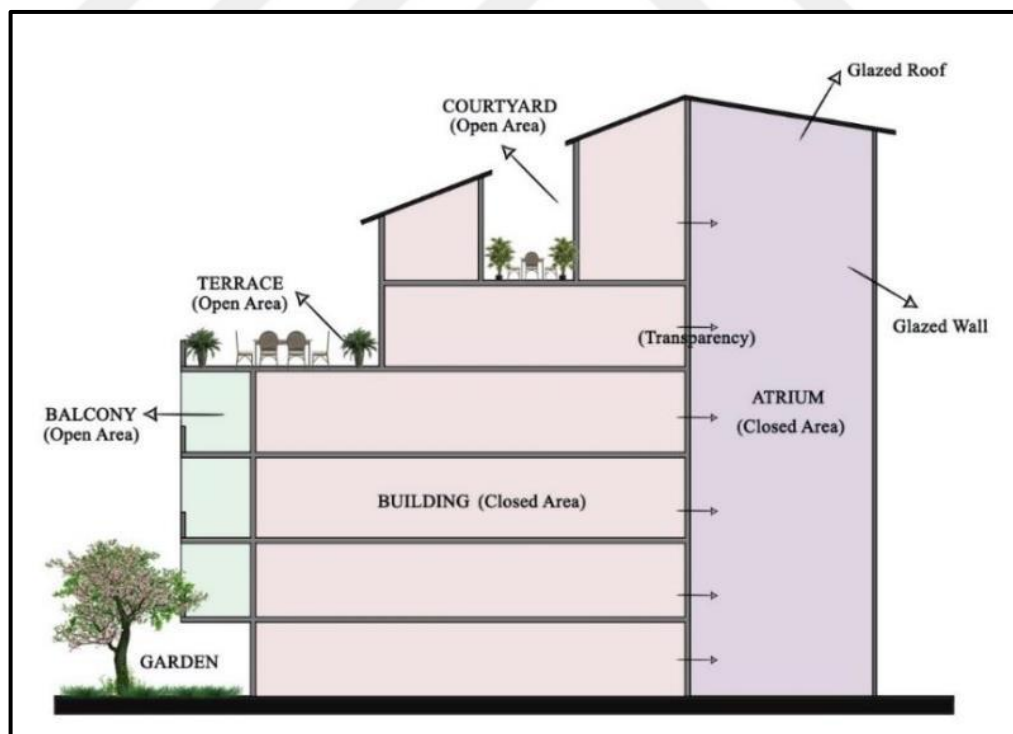 Glazed Roof
COURTYARD
(Open Area)
TERRACE
(Open Area)
Glazed Wall
(Transparency)
BALCONY
(Open Area)
ATRIUM
(Closed Area)
BUILDING (Closed Area)
GARDEN